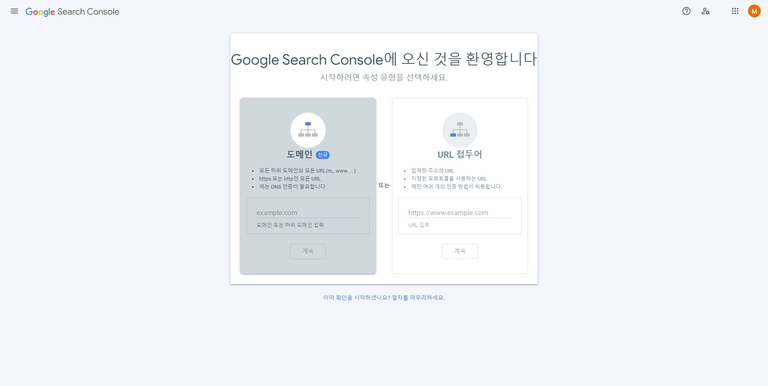 Google Search Console
M
Google Search Console에 오신 것을 환영합니다
시작하려면 속성 유형을 선택하세요.
도메인 신규
모든 하위 도메인의 모든 URL(m., www. ...)
https 또는 http인 모든 URL
에는 DNS 인증이 필요합니다.
example.com
도메인 또는 하위 도메인 입력
계속
또는
URL 접두어
입력한 주소의 URL
지정된 프로토콜을 사용하는 URL
에만 여러 개의 인증 방법이 허용됩니다.
https://www.example.com
URL 입력
계속
이미 확인을 시작하셨나요? 절차를 마무리하세요.